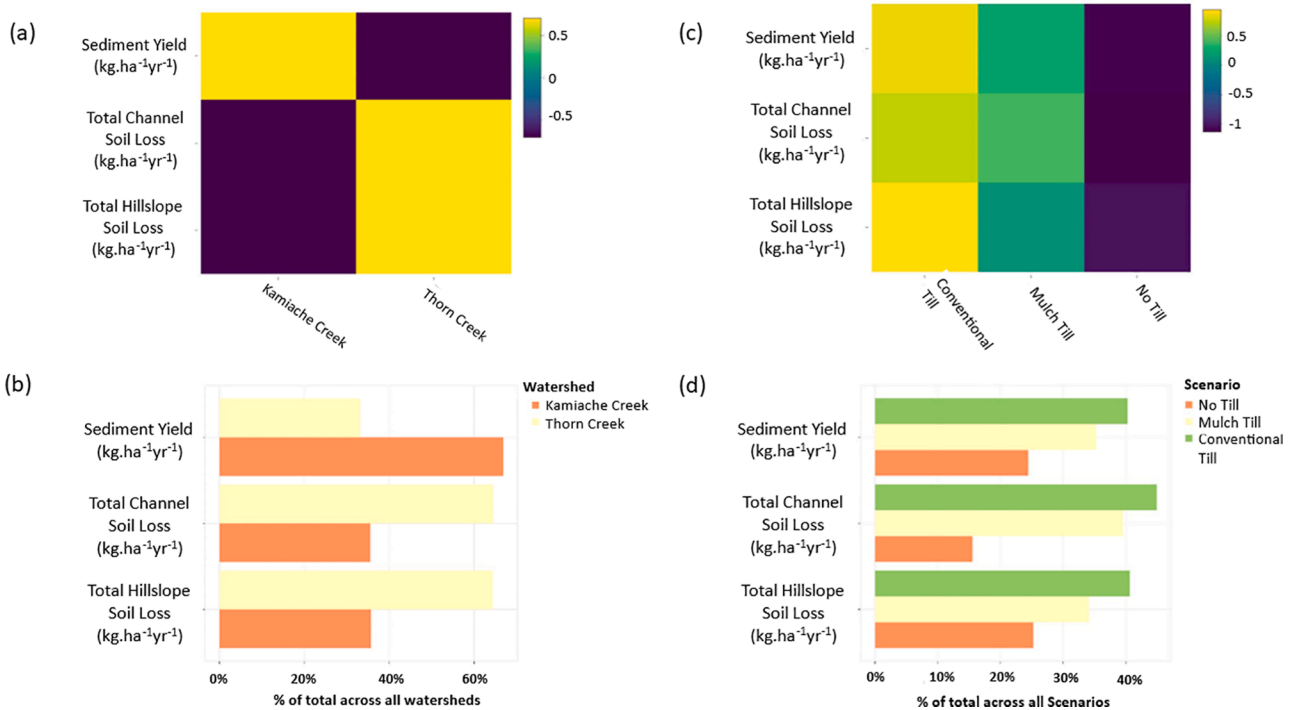 (a)
Sediment Yield
(kg.ha⁻¹yr⁻¹)
Total Channel
Soil Loss
(kg.ha⁻¹yr⁻¹)
Total Hillslope
Soil Loss
(kg.ha⁻¹yr⁻¹)
Kamiache Creek
Thorn Creek
0.5
0
-0.5
(c)
Sediment Yield
(kg.ha⁻¹yr⁻¹)
Total Channel
Soil Loss
(kg.ha⁻¹yr⁻¹)
Total Hillslope
Soil Loss
(kg.ha⁻¹yr⁻¹)
Conventional
Till
Mulch Till
No Till
0.5
0
-0.5
-1
(b)
Sediment Yield
(kg.ha⁻¹yr⁻¹)
Total Channel
Soil Loss
(kg.ha⁻¹yr⁻¹)
Total Hillslope
Soil Loss
(kg.ha⁻¹yr⁻¹)
0% 20% 40% 60%
% of total across all watersheds
Watershed
Kamiache Creek
Thorn Creek
(d)
Sediment Yield
(kg.ha⁻¹yr⁻¹)
Total Channel
Soil Loss
(kg.ha⁻¹yr⁻¹)
Total Hillslope
Soil Loss
(kg.ha⁻¹yr⁻¹)
0% 10% 20% 30% 40%
% of total across all Scenarios
Scenario
No Till
Mulch Till
Conventional
Till